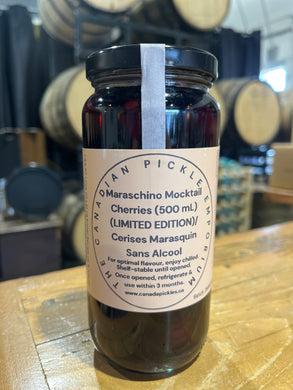 THE CANADIAN PICKLE EMPORIUM
Maraschino Mocktail
Cherries (500 mL)
(LIMITED EDITION)/
Cerises Marasquin
Sans Alcool
For optimal flavour, enjoy chilled.
Shelf-stable until opened.
Once opened, refrigerate &
use within 3 months.
www.canadapickles.ca